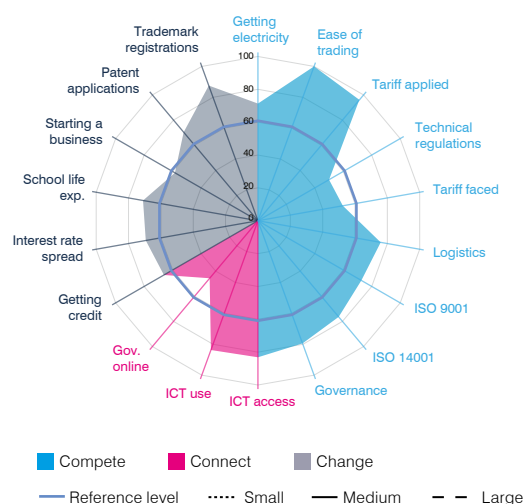 Getting
electricity
Ease of
trading
Tariff applied
Technical
regulations
Tariff faced
Logistics
ISO 9001
ISO 14001
Governance
ICT access
ICT use
Gov.
online
Getting
credit
Interest rate
spread
School life
exp.
Starting a
business
Patent
applications
Trademark
registrations
100
80
60
40
20
0
Compete
Connect
Change
Reference level
Small
Medium
Large